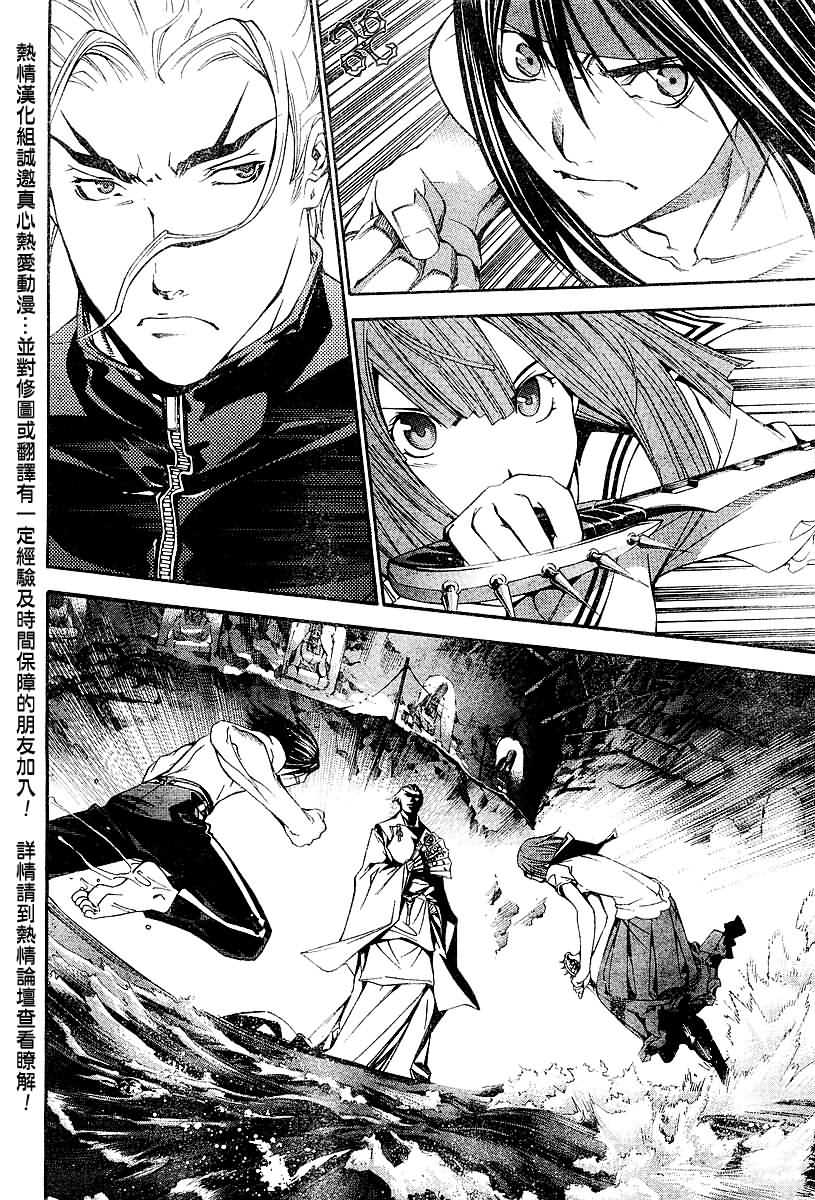 熱情漢化組誠邀真心熱愛動漫…並對修圖或翻譯有一定經驗及時間保障的朋友加入！ 詳情請到熱情論壇查看瞭解！